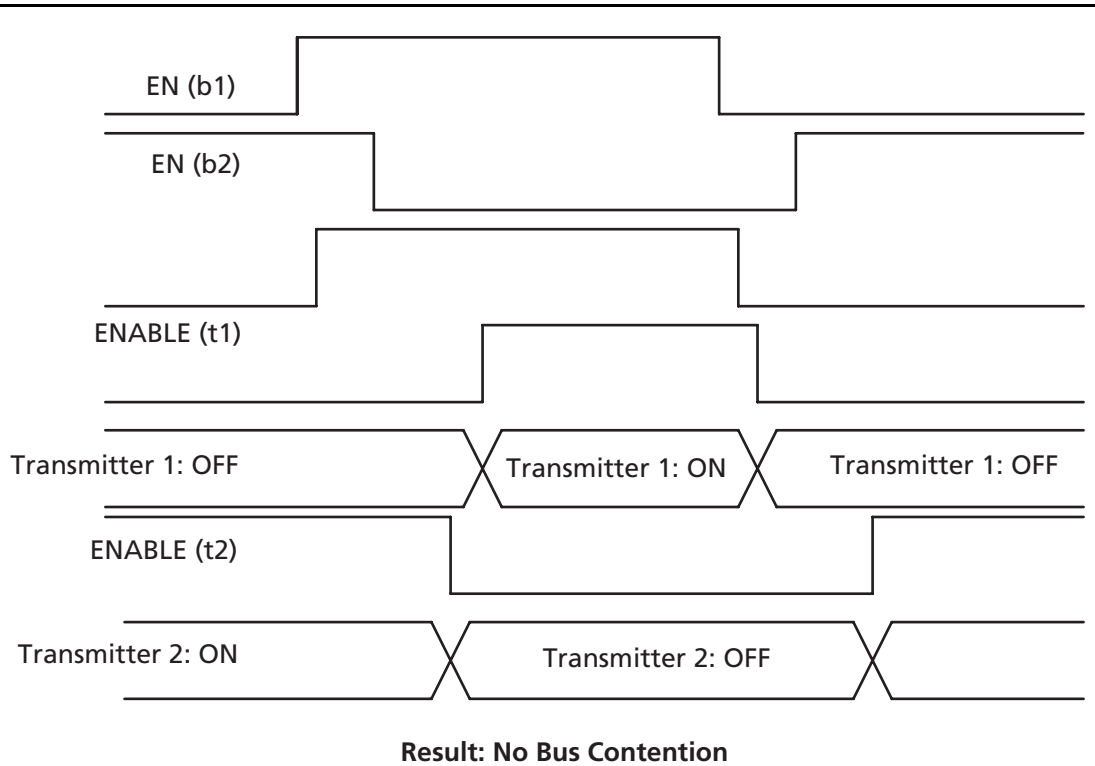 EN (b1)
EN (b2)
ENABLE (t1)
Transmitter 1: OFF Transmitter 1: ON Transmitter 1: OFF
ENABLE (t2)
Transmitter 2: ON Transmitter 2: OFF
Result: No Bus Contention